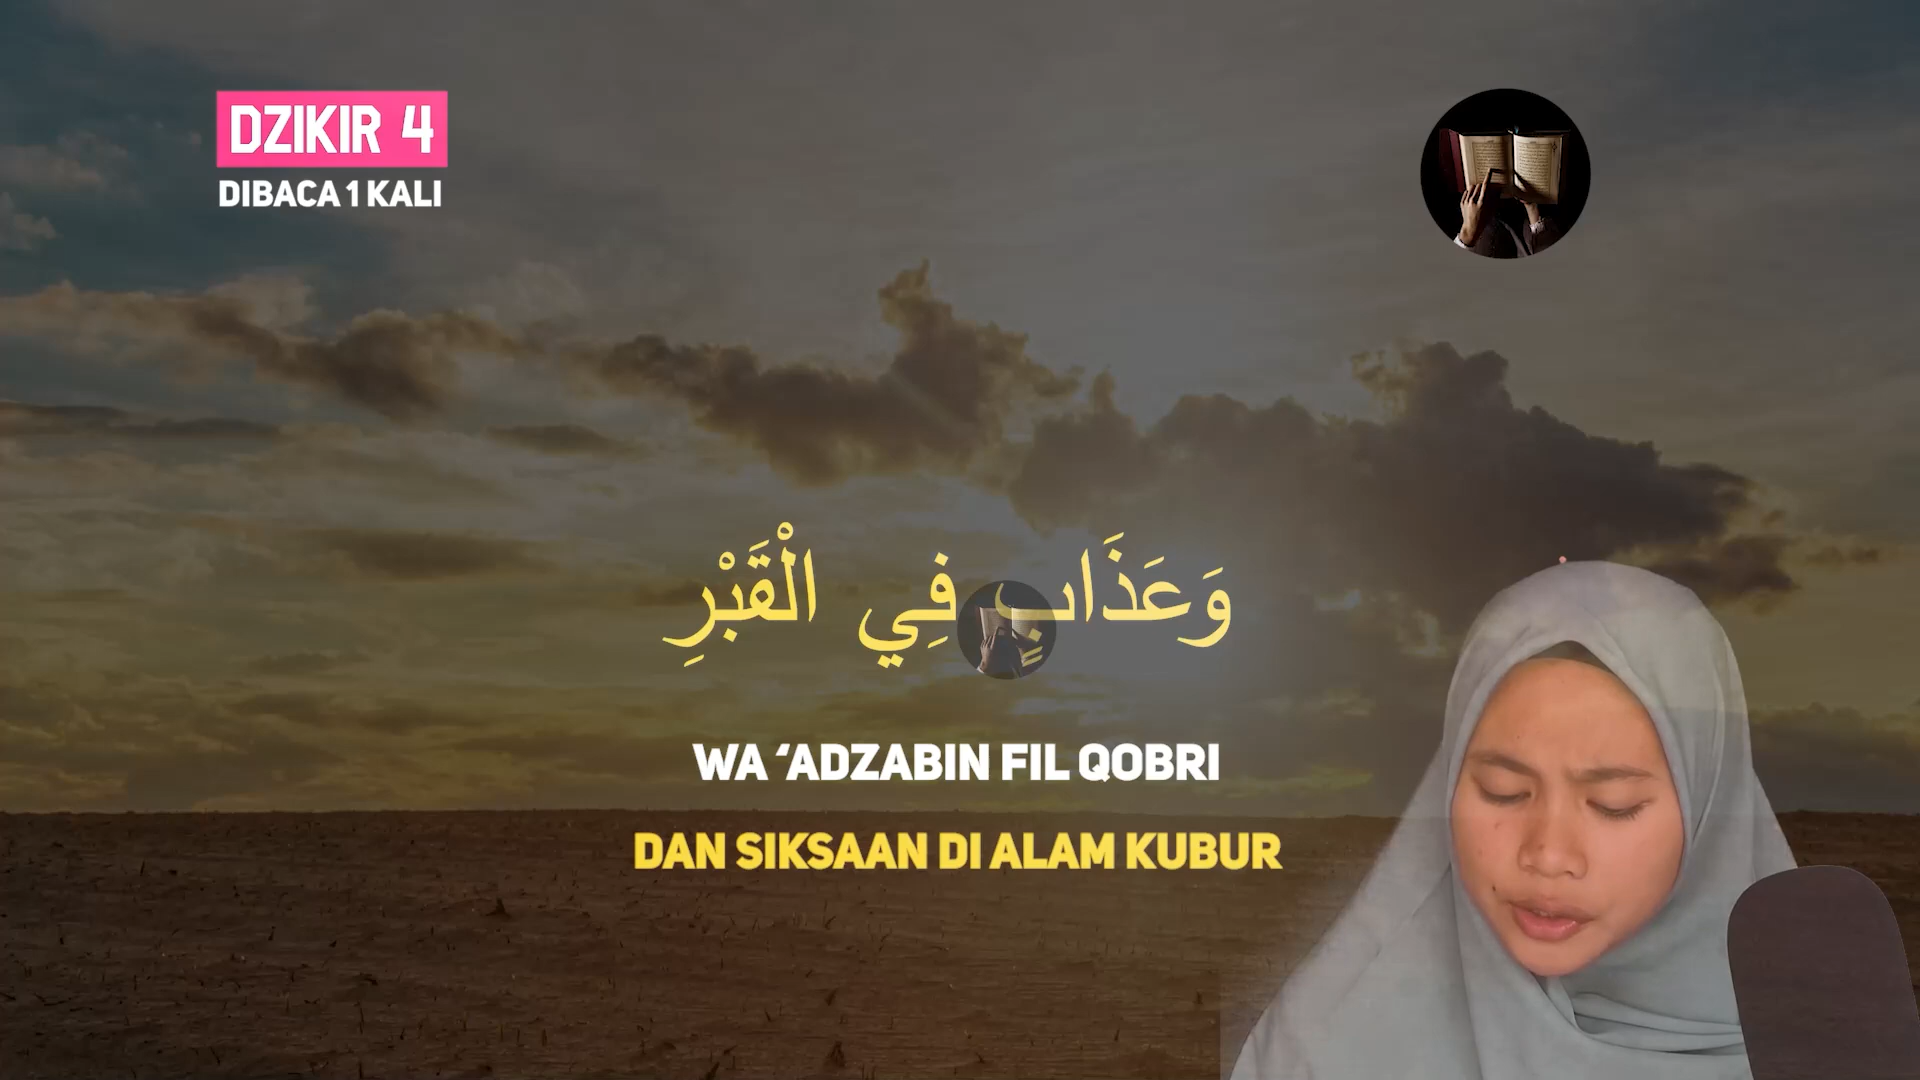 DZIKIR 4
DIBACA 1 KALI
وَعَذَابٍ فِي الْقَبْرِ
WA ‘ADZABIN FIL QOBRI
DAN SIKSAAN DI ALAM KUBUR